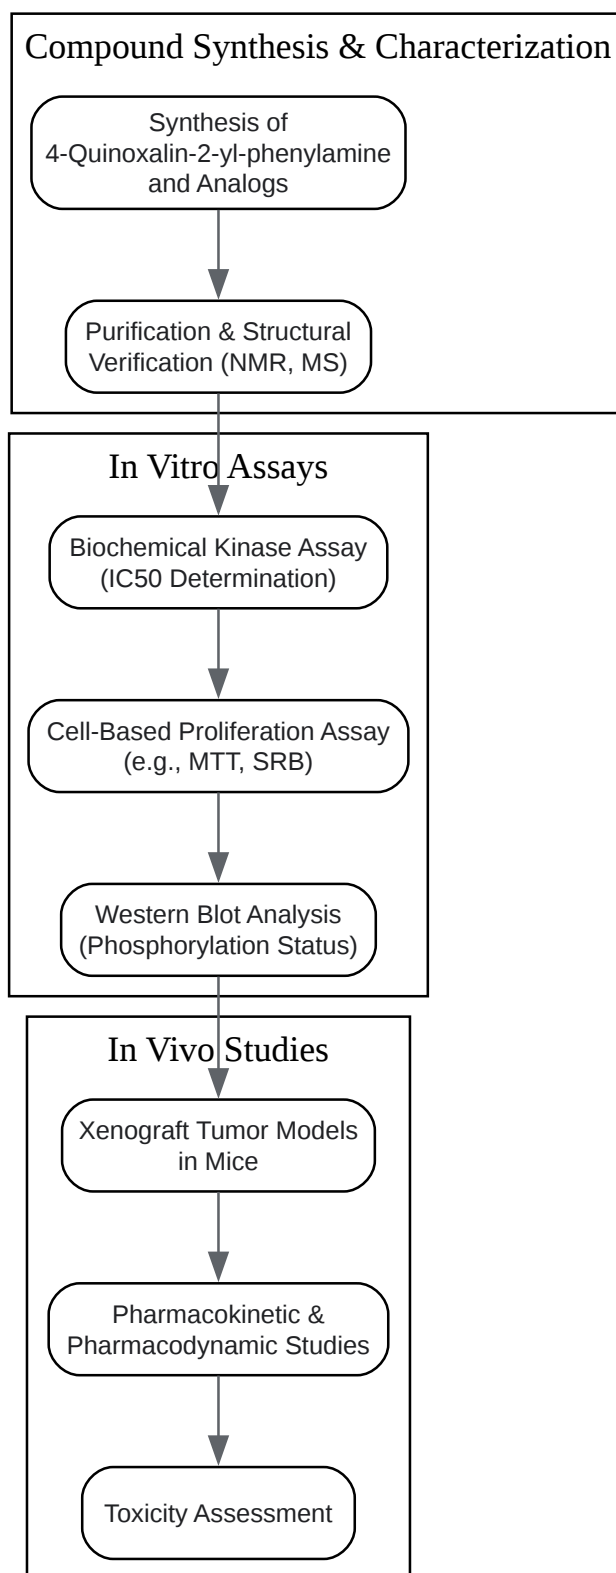 Compound Synthesis & Characterization
Synthesis of
4-Quinoxalin-2-yl-phenylamine
and Analogs
Purification & Structural
Verification (NMR, MS)
In Vitro Assays
Biochemical Kinase Assay
(IC50 Determination)
Cell-Based Proliferation Assay
(e.g., MTT, SRB)
Western Blot Analysis
(Phosphorylation Status)
In Vivo Studies
Xenograft Tumor Models
in Mice
Pharmacokinetic &
Pharmacodynamic Studies
Toxicity Assessment